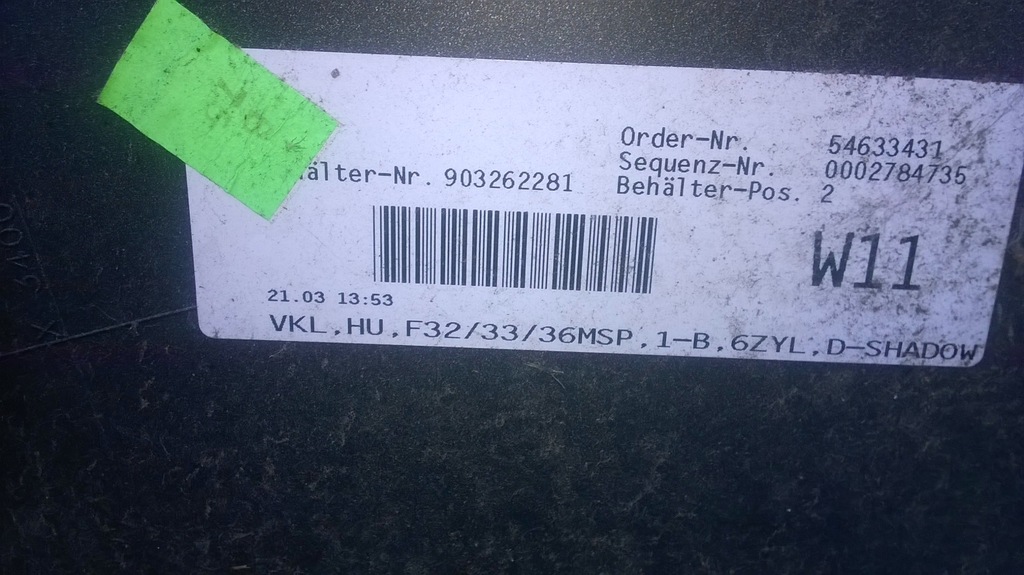 Order-Nr. 54633431
Sequenz-Nr. 0002784735
älter-Nr. 903262281 Behälter-Pos. 2
W11
21.03 13:53
VKL,HU,F32/33/36MSP,1-B,6ZYL,D-SHADOW
3400
X